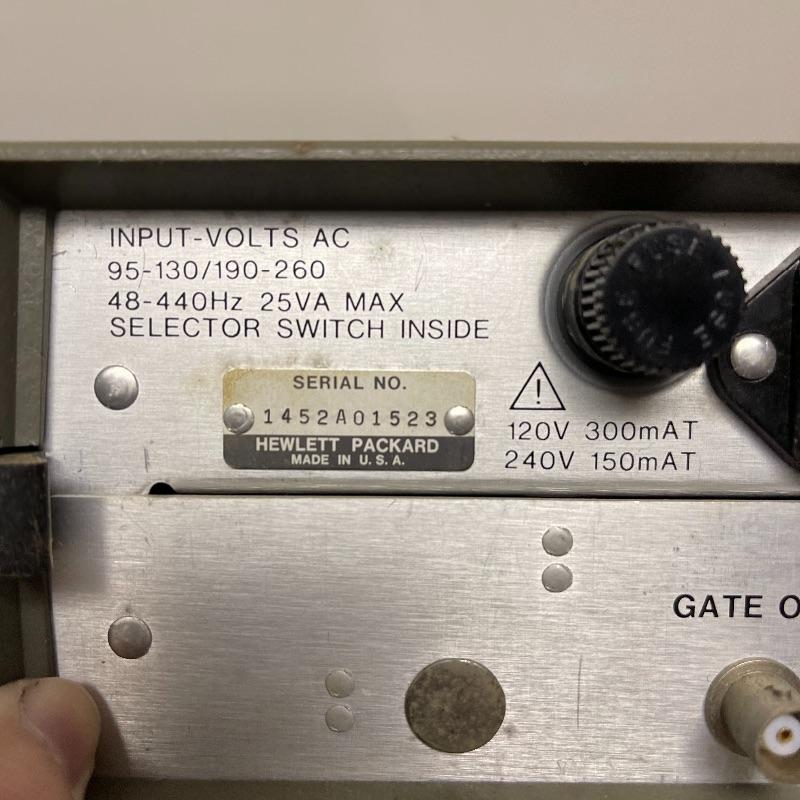 INPUT-VOLTS AC
95-130/190-260
48-440Hz 25VA MAX
SELECTOR SWITCH INSIDE
SERIAL NO.
1452A01523
HEWLETT PACKARD
MADE IN U.S.A.
FUSE
120V 300mAT
240V 150mAT
GATE O